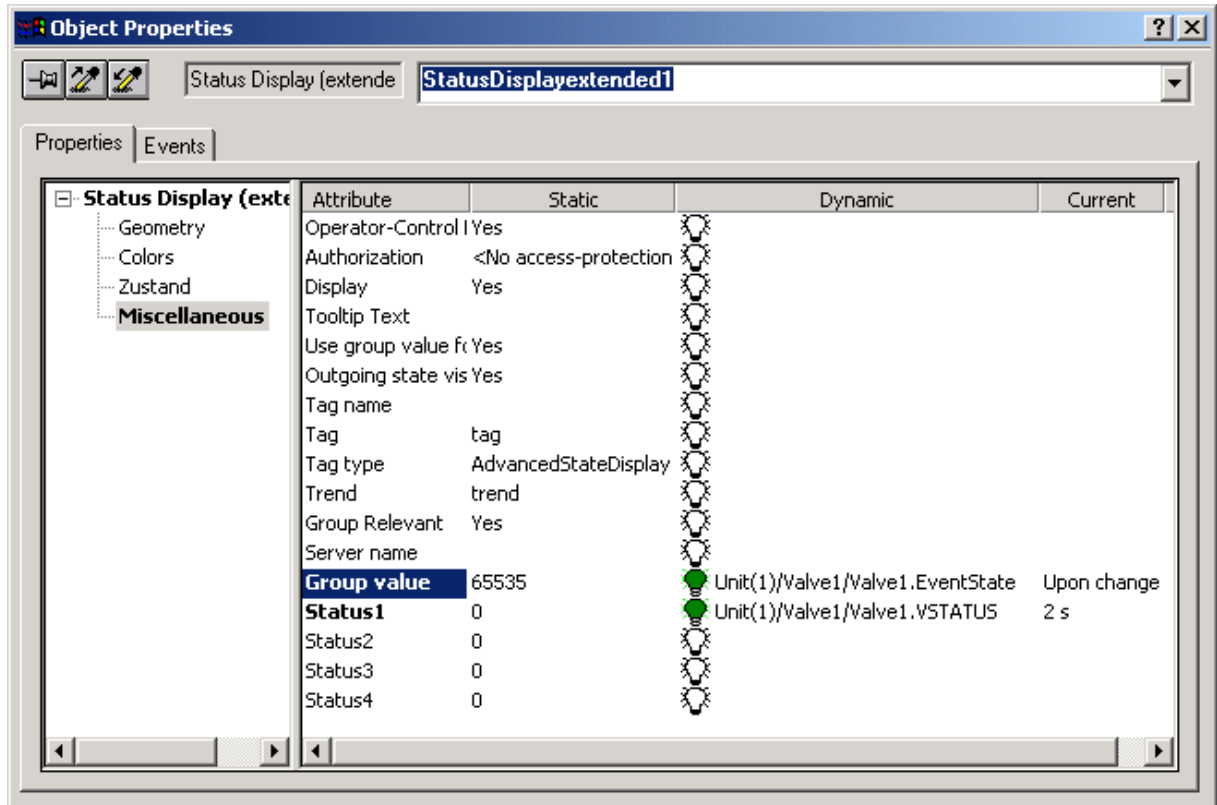 Object Properties
Status Display (extende StatusDisplayextended1
Properties Events
Status Display (exte
Geometry
Colors
Zustand
Miscellaneous
Attribute Static Dynamic Current
Operator-Control Yes
Authorization <No access-protection
Display Yes
Tooltip Text
Use group value fo Yes
Outgoing state vis Yes
Tag name
Tag tag
Tag type AdvancedStateDisplay
Trend trend
Group Relevant Yes
Server name
Group value 65535 Unit(1)/Valve1/Valve1.EventState Upon change
Status1 0 Unit(1)/Valve1/Valve1.VSTATUS 2 s
Status2 0
Status3 0
Status4 0